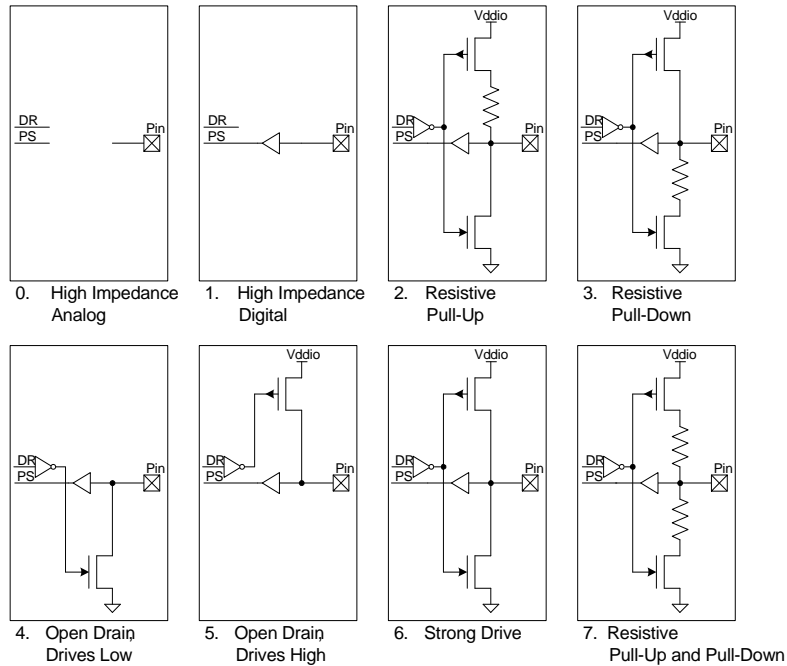 Vddio
Vddio
DR
PS
Pin
DR
PS
Pin
DR
PS
Pin
DR
PS
Pin
0. High Impedance
Analog
1. High Impedance
Digital
2. Resistive
Pull-Up
3. Resistive
Pull-Down
Vddio
Vddio
Vddio
DR
PS
Pin
DR
PS
Pin
DR
PS
Pin
DR
PS
Pin
4. Open Drain,
Drives Low
5. Open Drain,
Drives High
6. Strong Drive
7. Resistive
Pull-Up and Pull-Down